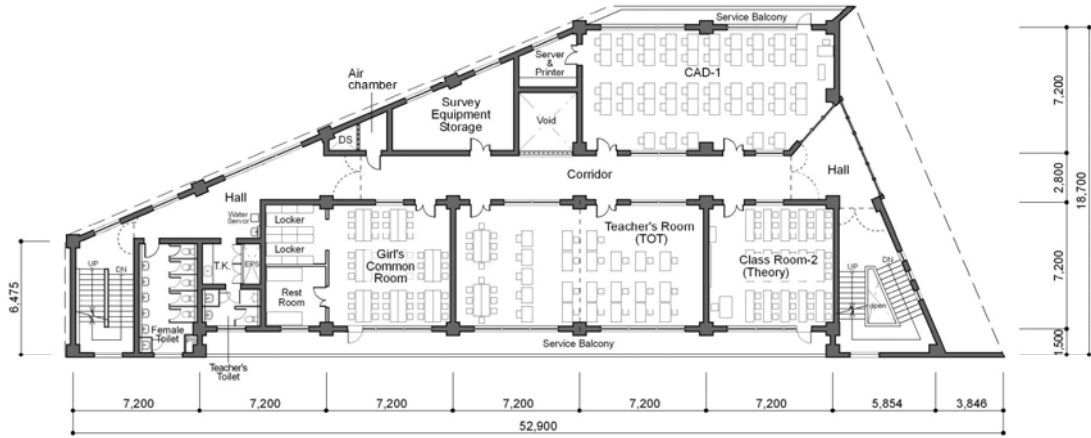 Service Balcony
Server
&
Printer
CAD-1
Air
chamber
Survey
Equipment
Storage
Void
DS
Corridor
Hall
Hall
Water
Servor
Locker
Locker
T.K.
EPS
Girl's
Common
Room
Teacher's Room
(TOT)
Class Room-2
(Theory)
Rest
Room
UP
DN
UP
DN
open
Female
Toilet
Teacher's
Toilet
Service Balcony
6,475
7,200
2,800
7,200
1,500
18,700
7,200
7,200
7,200
7,200
7,200
7,200
5,854
3,846
52,900